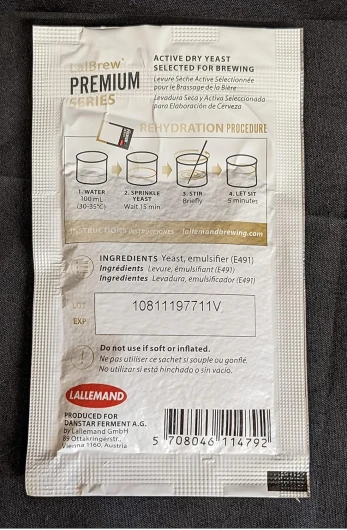 LalBrew
PREMIUM
SERIES
ACTIVE DRY YEAST
SELECTED FOR BREWING
Levure Sèche Active Sélectionnée
pour le Brassage de la Bière
Levadura Seca y Activa Seleccionada
para Elaboración de Cerveza
REHYDRATION PROCEDURE
1. WATER
100 mL
(30-35°C)
2. SPRINKLE
YEAST
Wait 15 min
3. STIR
Briefly
4. LET SIT
5 minutes
INSTRUCTIONS INSTRUCCIONES lallemandbrewing.com
INGREDIENTS Yeast, emulsifier (E491)
Ingrédients Levure, émulsifiant (E491)
Ingredientes Levadura, emulsificador (E491)
LOT
EXP
10811197711V
Do not use if soft or inflated.
Ne pas utiliser ce sachet si souple ou gonflé.
No utilizar si está hinchado o sin vacío.
LALLEMAND
PRODUCED FOR
DANSTAR FERMENT A.G.
by Lallemand GmbH
89 Ottakringerstr.,
Vienna 1160, Austria
5 708046 114792